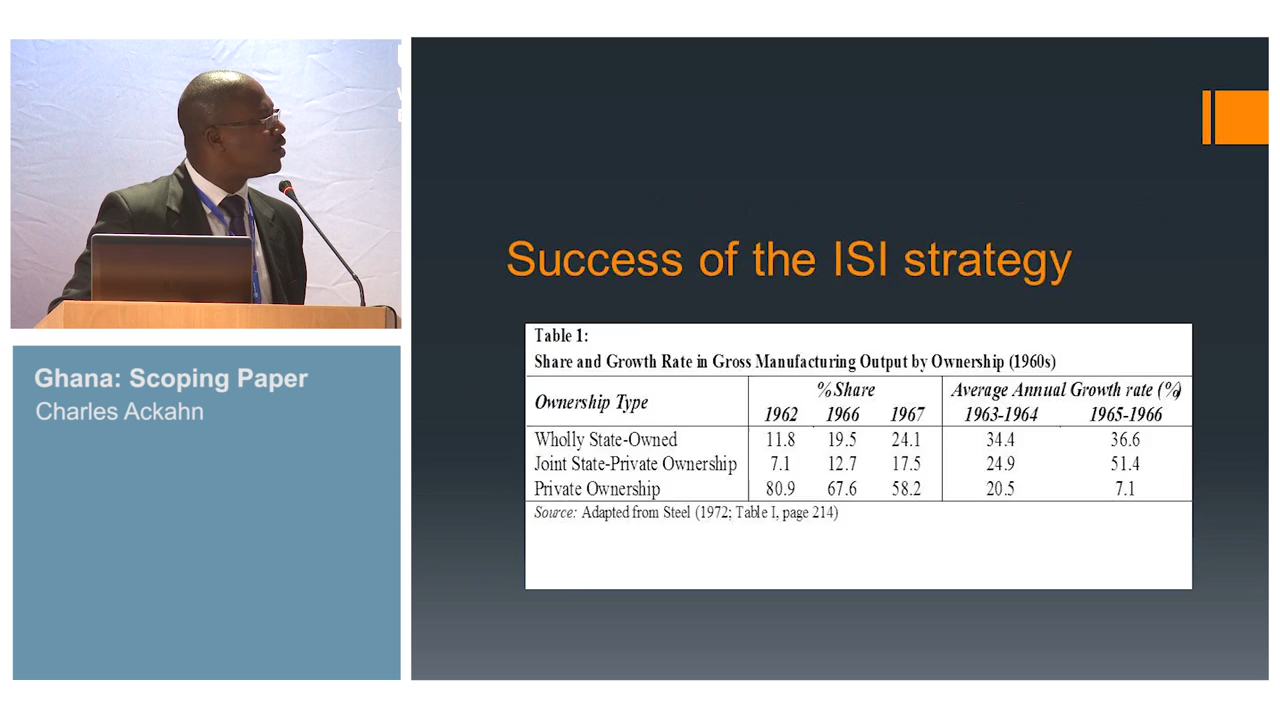 Ghana: Scoping Paper
Charles Ackahn
Success of the ISI strategy
Table 1:
Share and Growth Rate in Gross Manufacturing Output by Ownership (1960s)
Ownership Type % Share Average Annual Growth rate (%)
1962 1966 1967 1963-1964 1965-1966
Wholly State-Owned 11.8 19.5 24.1 34.4 36.6
Joint State-Private Ownership 7.1 12.7 17.5 24.9 51.4
Private Ownership 80.9 67.6 58.2 20.5 7.1
Source: Adapted from Steel (1972; Table I, page 214)